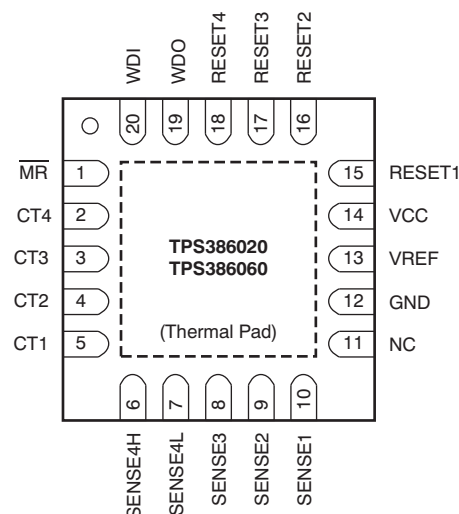 WDI
WDO
RESET4
RESET3
RESET2
20
19
18
17
16
M̅R̅
1
15
RESET1
CT4
2
14
VCC
TPS386020
TPS386060
CT3
3
13
VREF
CT2
4
12
GND
(Thermal Pad)
CT1
5
11
NC
6
7
8
9
10
SENSE4H
SENSE4L
SENSE3
SENSE2
SENSE1